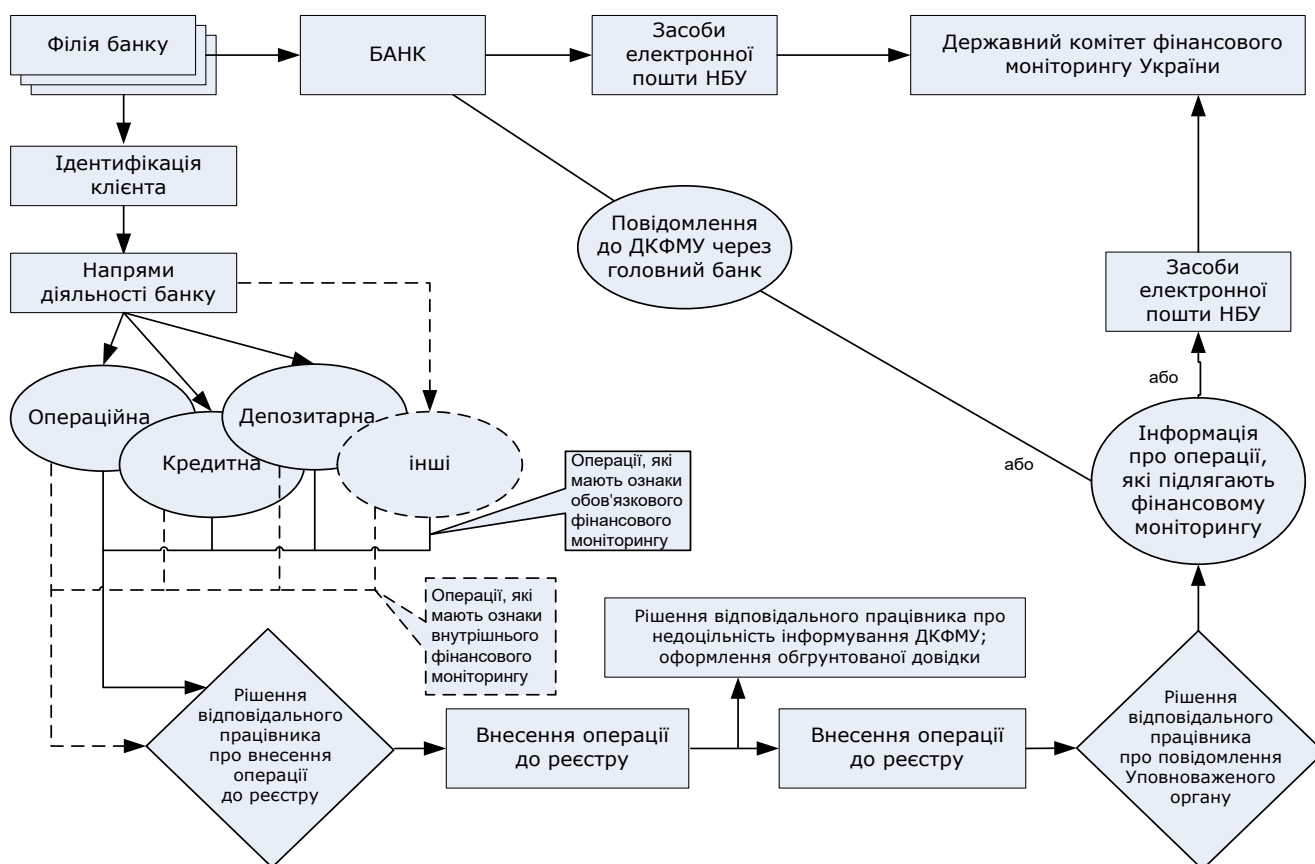 Філія банку
БАНК
Засоби
електронної
пошти НБУ
Державний комітет фінансового
моніторингу України
Ідентифікація
клієнта
Повідомлення
до ДКФМУ через
головний банк
Напрями
діяльності банку
Засоби
електронної
пошти НБУ
або
Операційна
Кредитна
Депозитарна
інші
Операції, які
мають ознаки
обов'язкового
фінансового
моніторингу
або
Інформація
про операції,
які підлягають
фінансовому
моніторингу
Операції, які
мають ознаки
внутрішнього
фінансового
моніторингу
Рішення відповідального працівника про
недоцільність інформування ДКФМУ;
оформлення обгрунтованої довідки
Рішення
відповідального
працівника
про внесення
операції
до реєстру
Внесення операції
до реєстру
Внесення операції
до реєстру
Рішення
відповідального
працівника
про повідомлення
Уповноваженого
органу